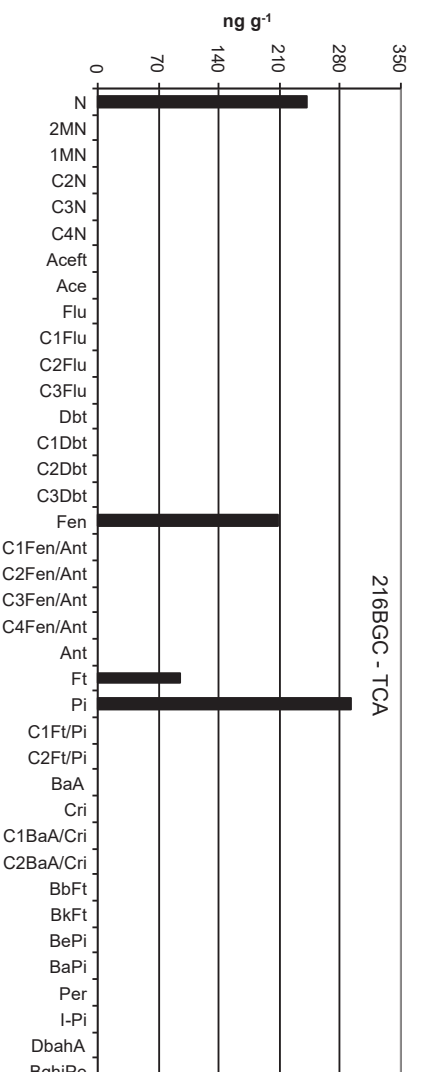 ng g-1
0
70
140
210
280
350
N
2MN
1MN
C2N
C3N
C4N
Aceft
Ace
Flu
C1Flu
C2Flu
C3Flu
Dbt
C1Dbt
C2Dbt
C3Dbt
Fen
C1Fen/Ant
C2Fen/Ant
C3Fen/Ant
C4Fen/Ant
Ant
Ft
Pi
C1Ft/Pi
C2Ft/Pi
BaA
Cri
C1BaA/Cri
C2BaA/Cri
BbFt
BkFt
BePi
BaPi
Per
I-Pi
DbahA
216BGC - TCA